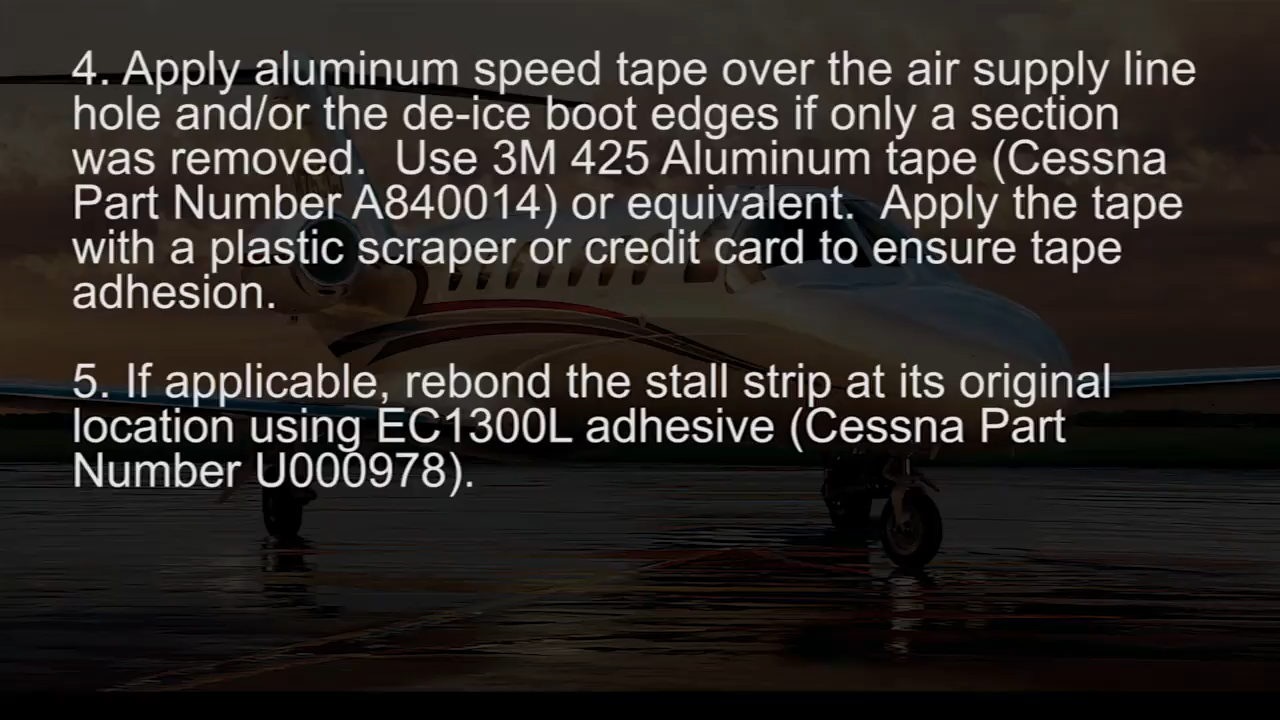 4. Apply aluminum speed tape over the air supply line
hole and/or the de-ice boot edges if only a section
was removed.  Use 3M 425 Aluminum tape (Cessna
Part Number A840014) or equivalent.  Apply the tape
with a plastic scraper or credit card to ensure tape
adhesion.
5. If applicable, rebond the stall strip at its original
location using EC1300L adhesive (Cessna Part
Number U000978).